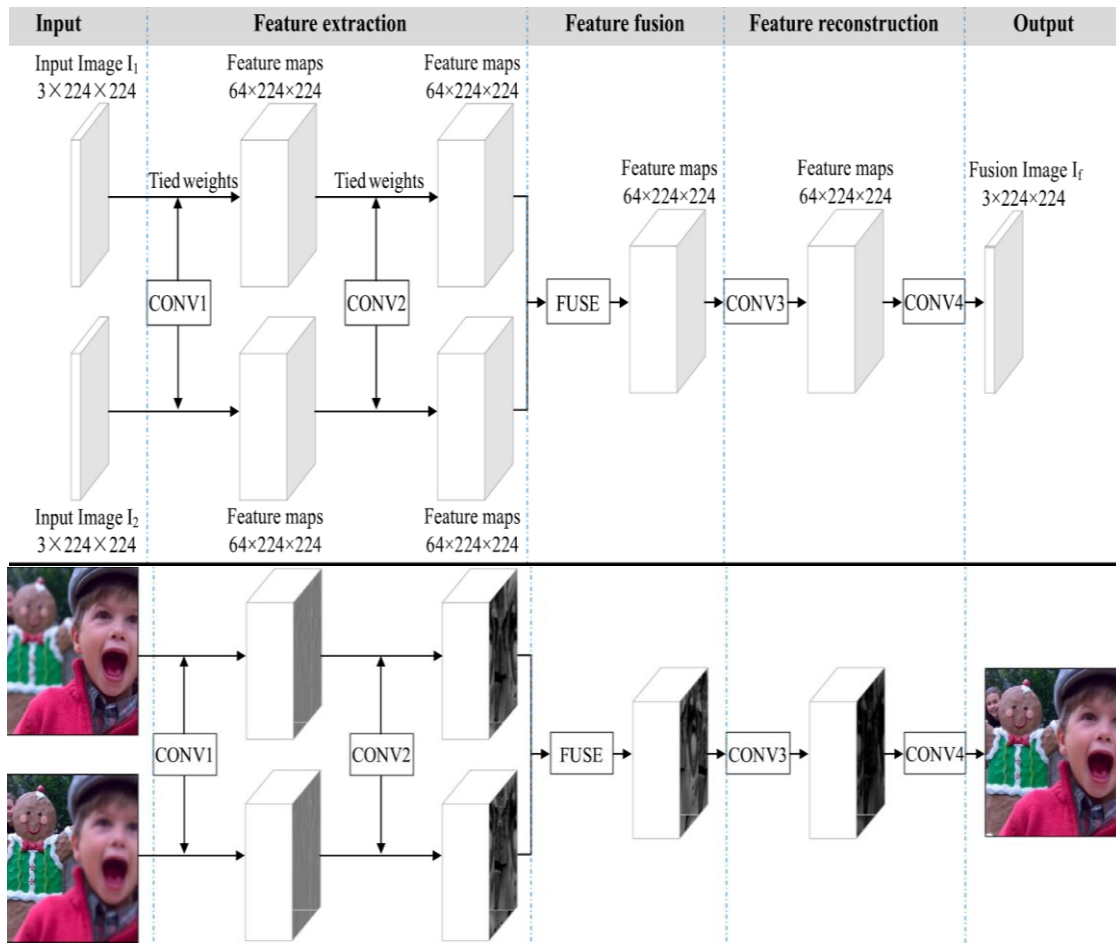 Input Feature extraction Feature fusion Feature reconstruction Output
Input Image I₁
3×224×224
Feature maps
64×224×224
Feature maps
64×224×224
Tied weights
Tied weights
Feature maps
64×224×224
Feature maps
64×224×224
Fusion Image I_f
3×224×224
CONV1
CONV2
FUSE
CONV3
CONV4
Input Image I₂
3×224×224
Feature maps
64×224×224
Feature maps
64×224×224
CONV1
CONV2
FUSE
CONV3
CONV4